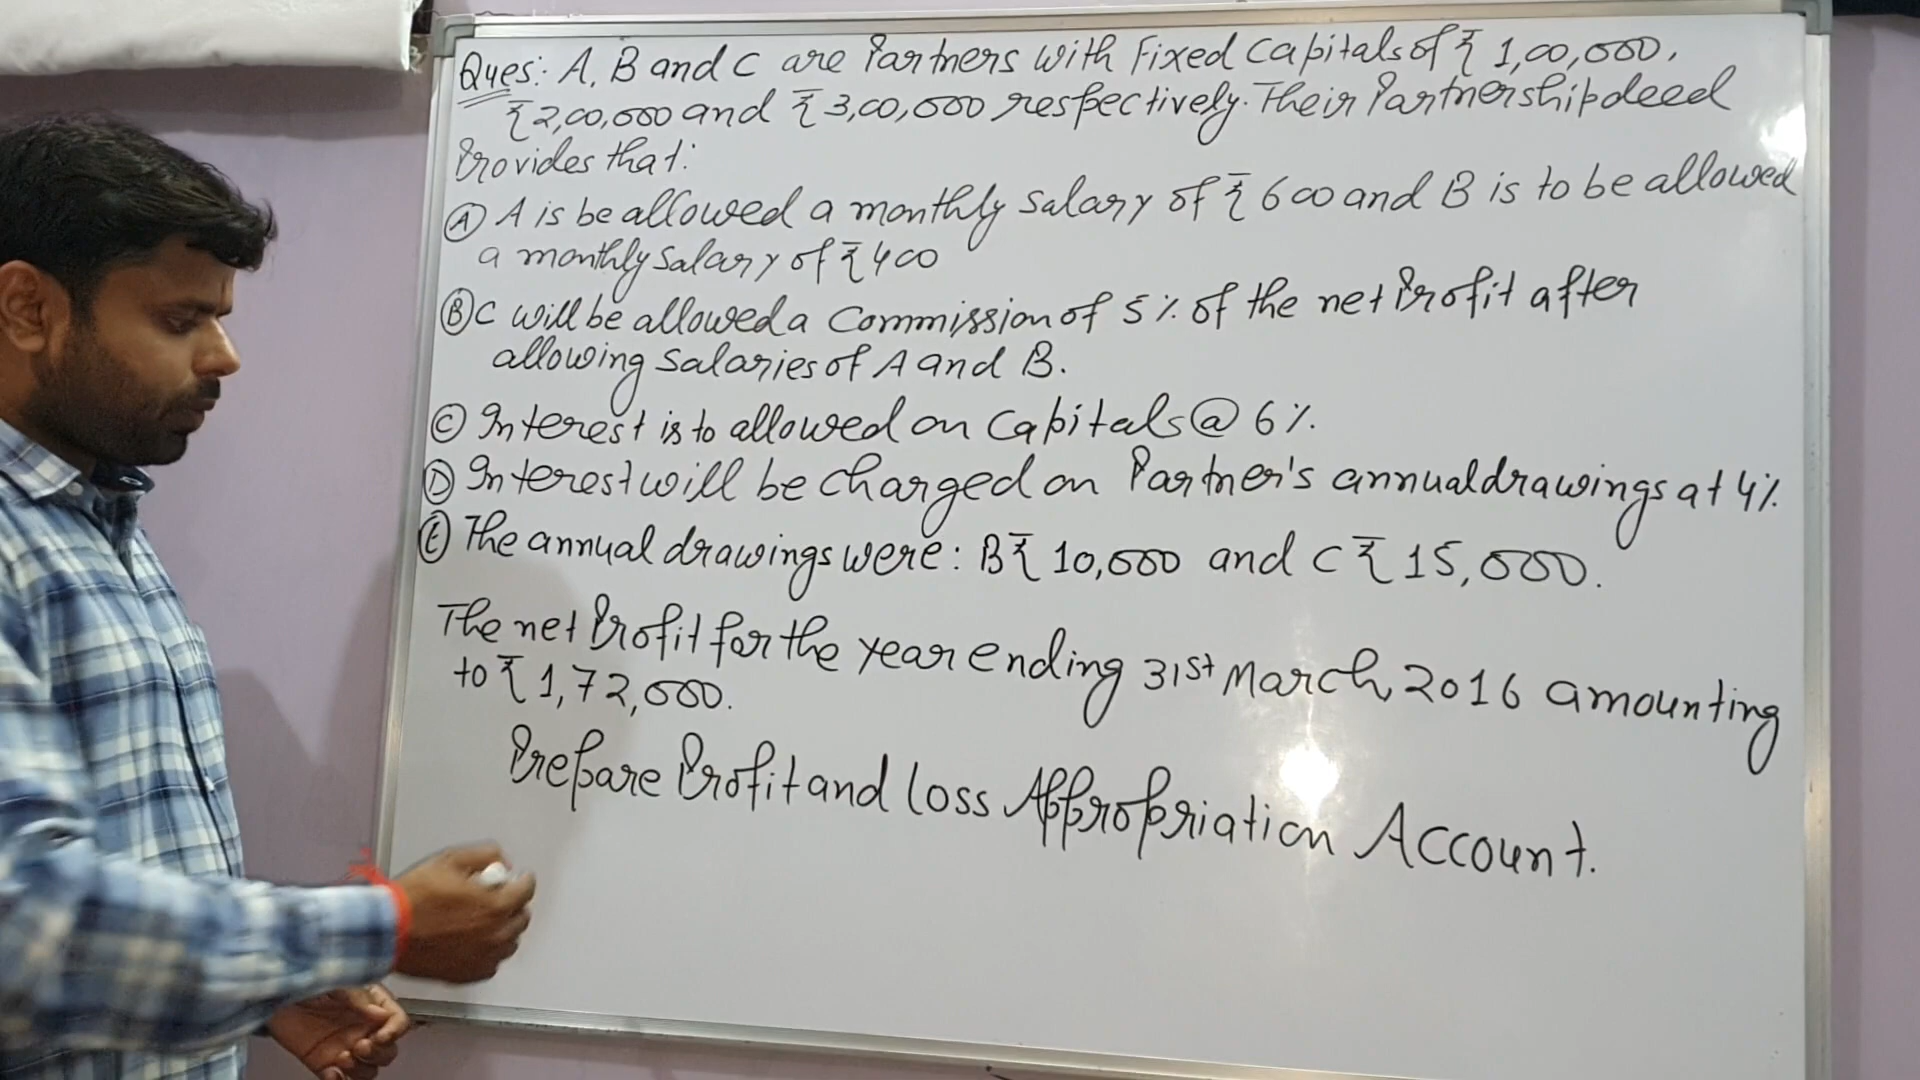 Ques:. A, B and C are Partners with Fixed Capitals of ₹ 1,00,000,
₹2,00,000 and ₹3,00,000 respectively. Their Partnership deed
Provides that:
(A) A is be allowed a monthly Salary of ₹600 and B is to be allowed
a monthly Salary of ₹400
(B) C will be allowed a Commission of 5% of the net Profit after
allowing Salaries of A and B.
(C) Interest is to allowed on Capitals @ 6%.
(D) Interest will be charged on Partner's annual drawings at 4%.
(E) The annual drawings were: B₹ 10,000 and C ₹ 15,000.
The net Profit for the year ending 31st March, 2016 amounting
to ₹1,72,000.
Prepare Profit and Loss Appropriation Account.